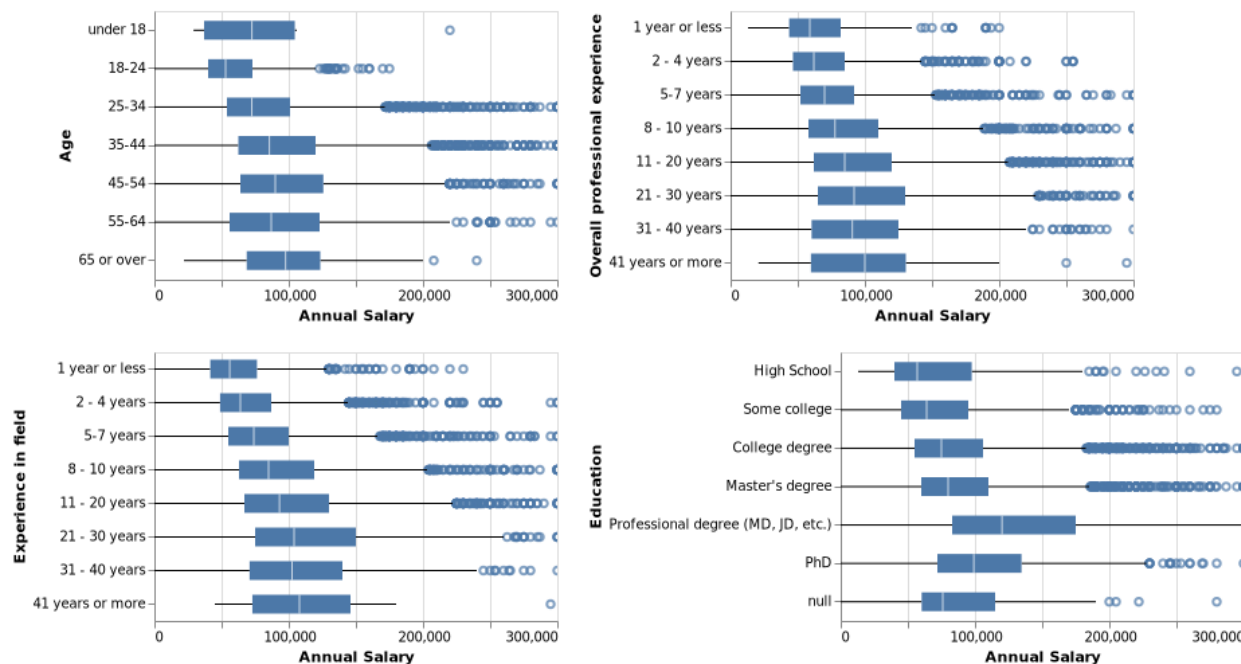 Age
under 18
18-24
25-34
35-44
45-54
55-64
65 or over
0 100,000 200,000 300,000
Annual Salary
Overall professional experience
1 year or less
2 - 4 years
5-7 years
8 - 10 years
11 - 20 years
21 - 30 years
31 - 40 years
41 years or more
0 100,000 200,000 300,000
Annual Salary
Experience in field
1 year or less
2 - 4 years
5-7 years
8 - 10 years
11 - 20 years
21 - 30 years
31 - 40 years
41 years or more
0 100,000 200,000 300,000
Annual Salary
Education
High School
Some college
College degree
Master's degree
Professional degree (MD, JD, etc.)
PhD
null
0 100,000 200,000 300,000
Annual Salary